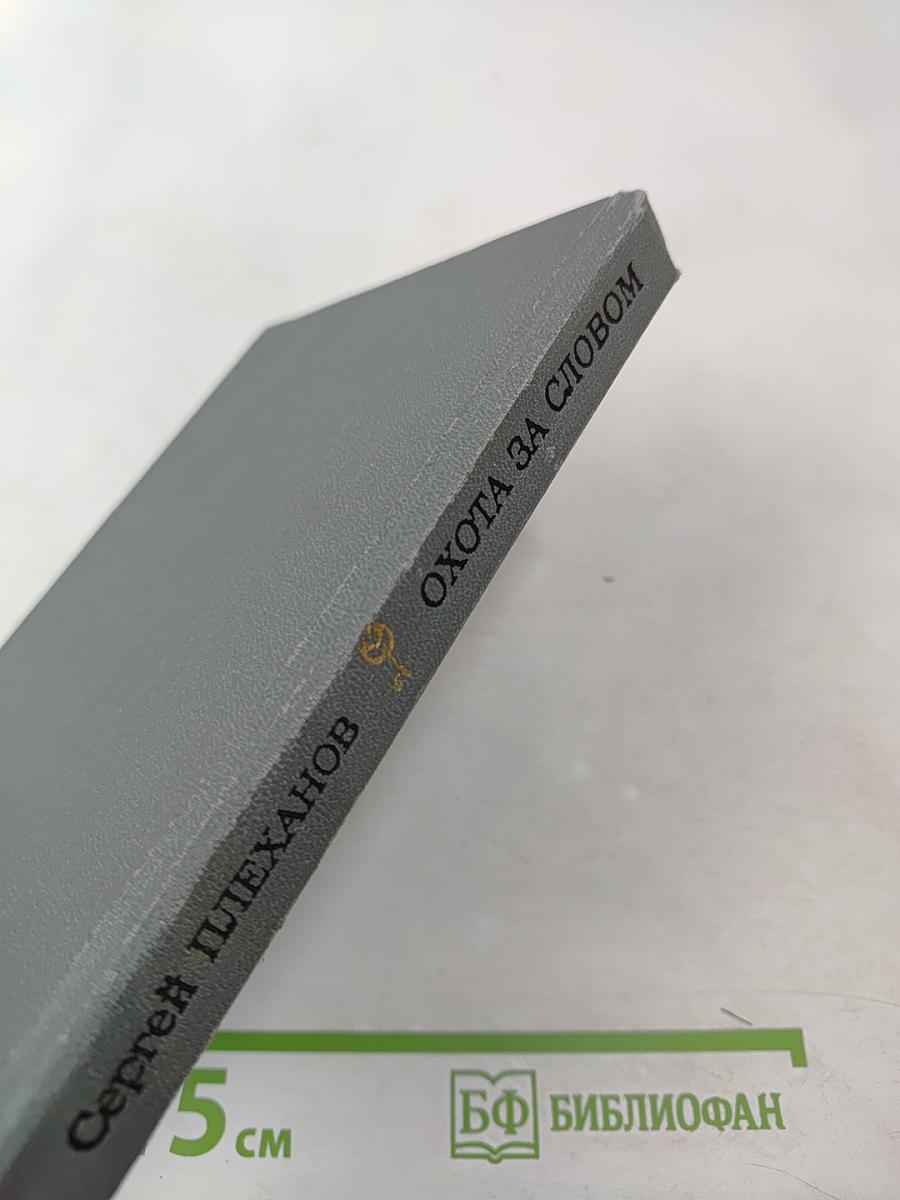 Сергей ПЛЕХАНОВ ОХОТА ЗА СЛОВОМ
5 см
БФ БИБЛИОФАН